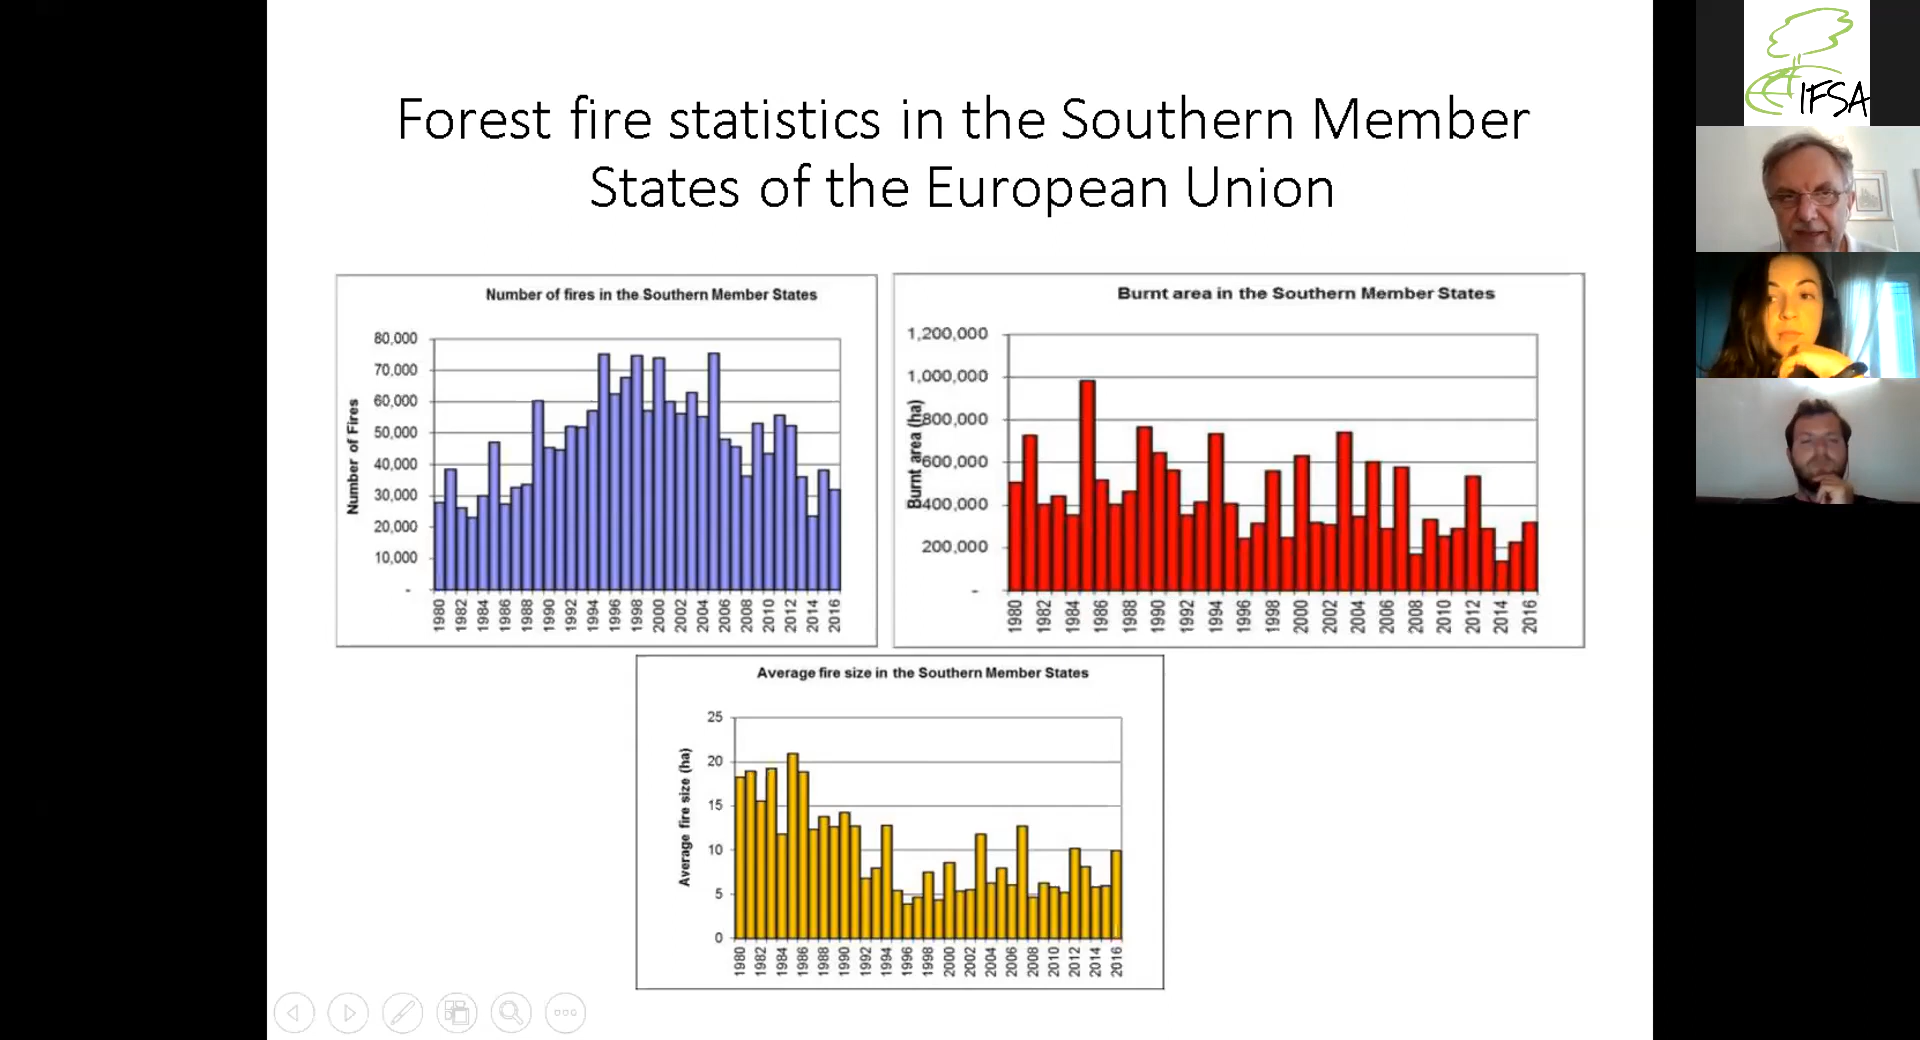 Forest fire statistics in the Southern Member
States of the European Union
Number of fires in the Southern Member States
Number of Fires
80,000
70,000
60,000
50,000
40,000
30,000
20,000
10,000
-
1980 1982 1984 1986 1988 1990 1992 1994 1996 1998 2000 2002 2004 2006 2008 2010 2012 2014 2016
Burnt area in the Southern Member States
Burnt area (ha)
1,200,000
1,000,000
800,000
600,000
400,000
200,000
-
1980 1982 1984 1986 1988 1990 1992 1994 1996 1998 2000 2002 2004 2006 2008 2010 2012 2014 2016
Average fire size in the Southern Member States
Average fire size (ha)
25
20
15
10
5
0
1980 1982 1984 1986 1988 1990 1992 1994 1996 1998 2000 2002 2004 2006 2008 2010 2012 2014 2016
IFSA